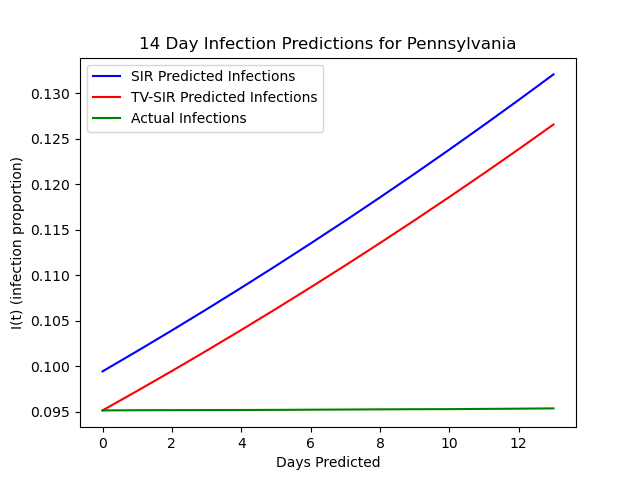 14 Day Infection Predictions for Pennsylvania
SIR Predicted Infections
TV-SIR Predicted Infections
Actual Infections
I(t) (infection proportion)
0.130
0.125
0.120
0.115
0.110
0.105
0.100
0.095
0 2 4 6 8 10 12
Days Predicted